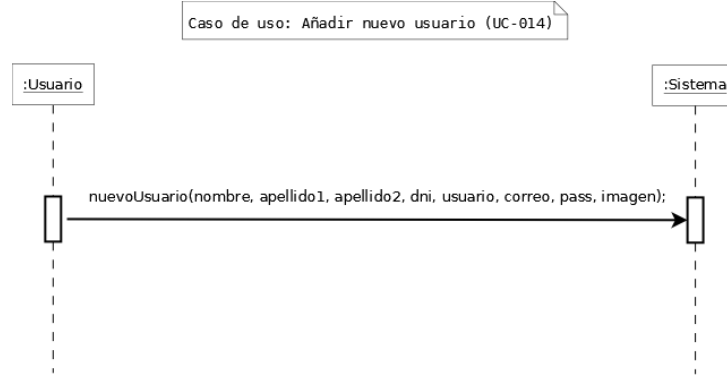 Caso de uso: Añadir nuevo usuario (UC-014)
:Usuario
:Sistema
nuevoUsuario(nombre, apellido1, apellido2, dni, usuario, correo, pass, imagen);